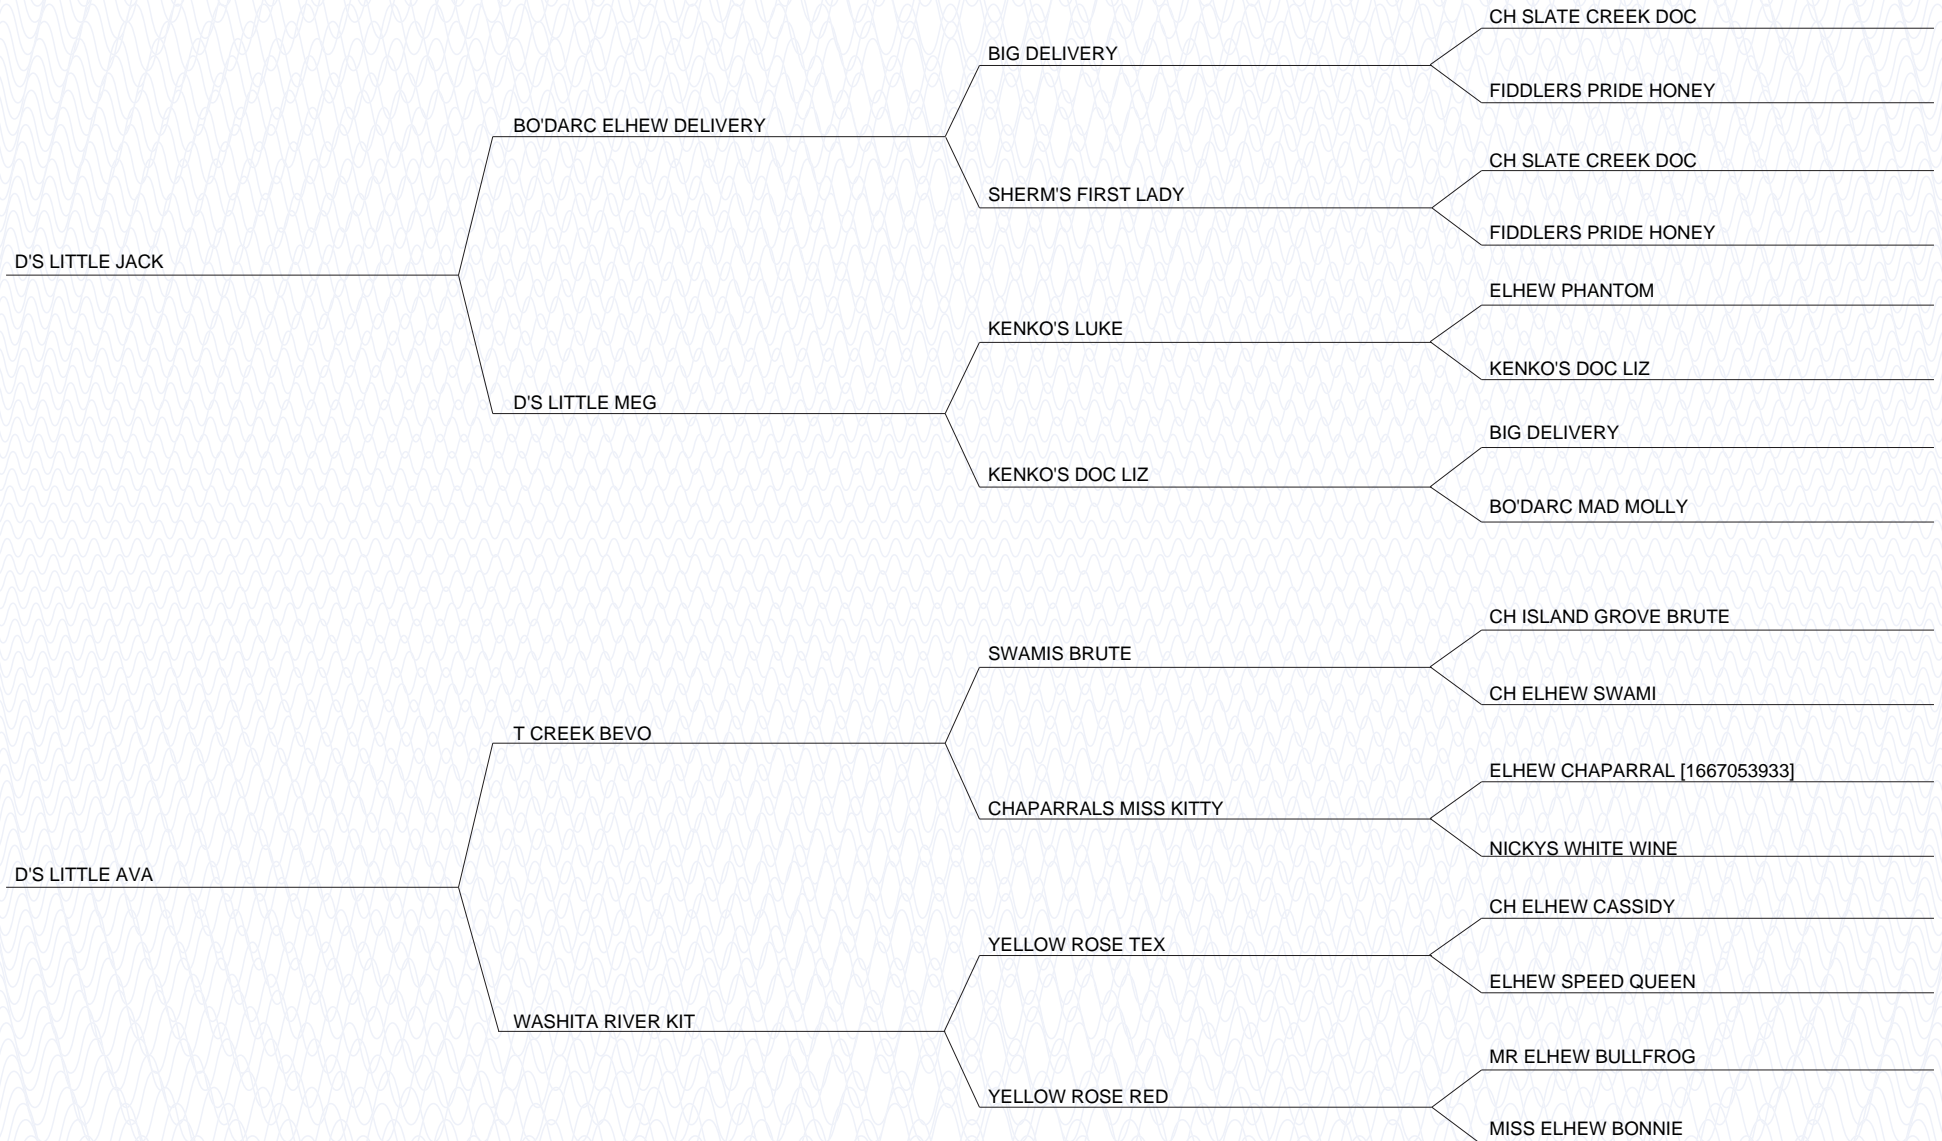 CH SLATE CREEK DOC
BIG DELIVERY
FIDDLERS PRIDE HONEY
BO'DARC ELHEW DELIVERY
CH SLATE CREEK DOC
SHERM'S FIRST LADY
FIDDLERS PRIDE HONEY
D'S LITTLE JACK
ELHEW PHANTOM
KENKO'S LUKE
KENKO'S DOC LIZ
D'S LITTLE MEG
BIG DELIVERY
KENKO'S DOC LIZ
BO'DARC MAD MOLLY
CH ISLAND GROVE BRUTE
SWAMIS BRUTE
CH ELHEW SWAMI
T CREEK BEVO
ELHEW CHAPARRAL [1667053933]
CHAPARRALS MISS KITTY
NICKYS WHITE WINE
D'S LITTLE AVA
CH ELHEW CASSIDY
YELLOW ROSE TEX
ELHEW SPEED QUEEN
WASHITA RIVER KIT
MR ELHEW BULLFROG
YELLOW ROSE RED
MISS ELHEW BONNIE